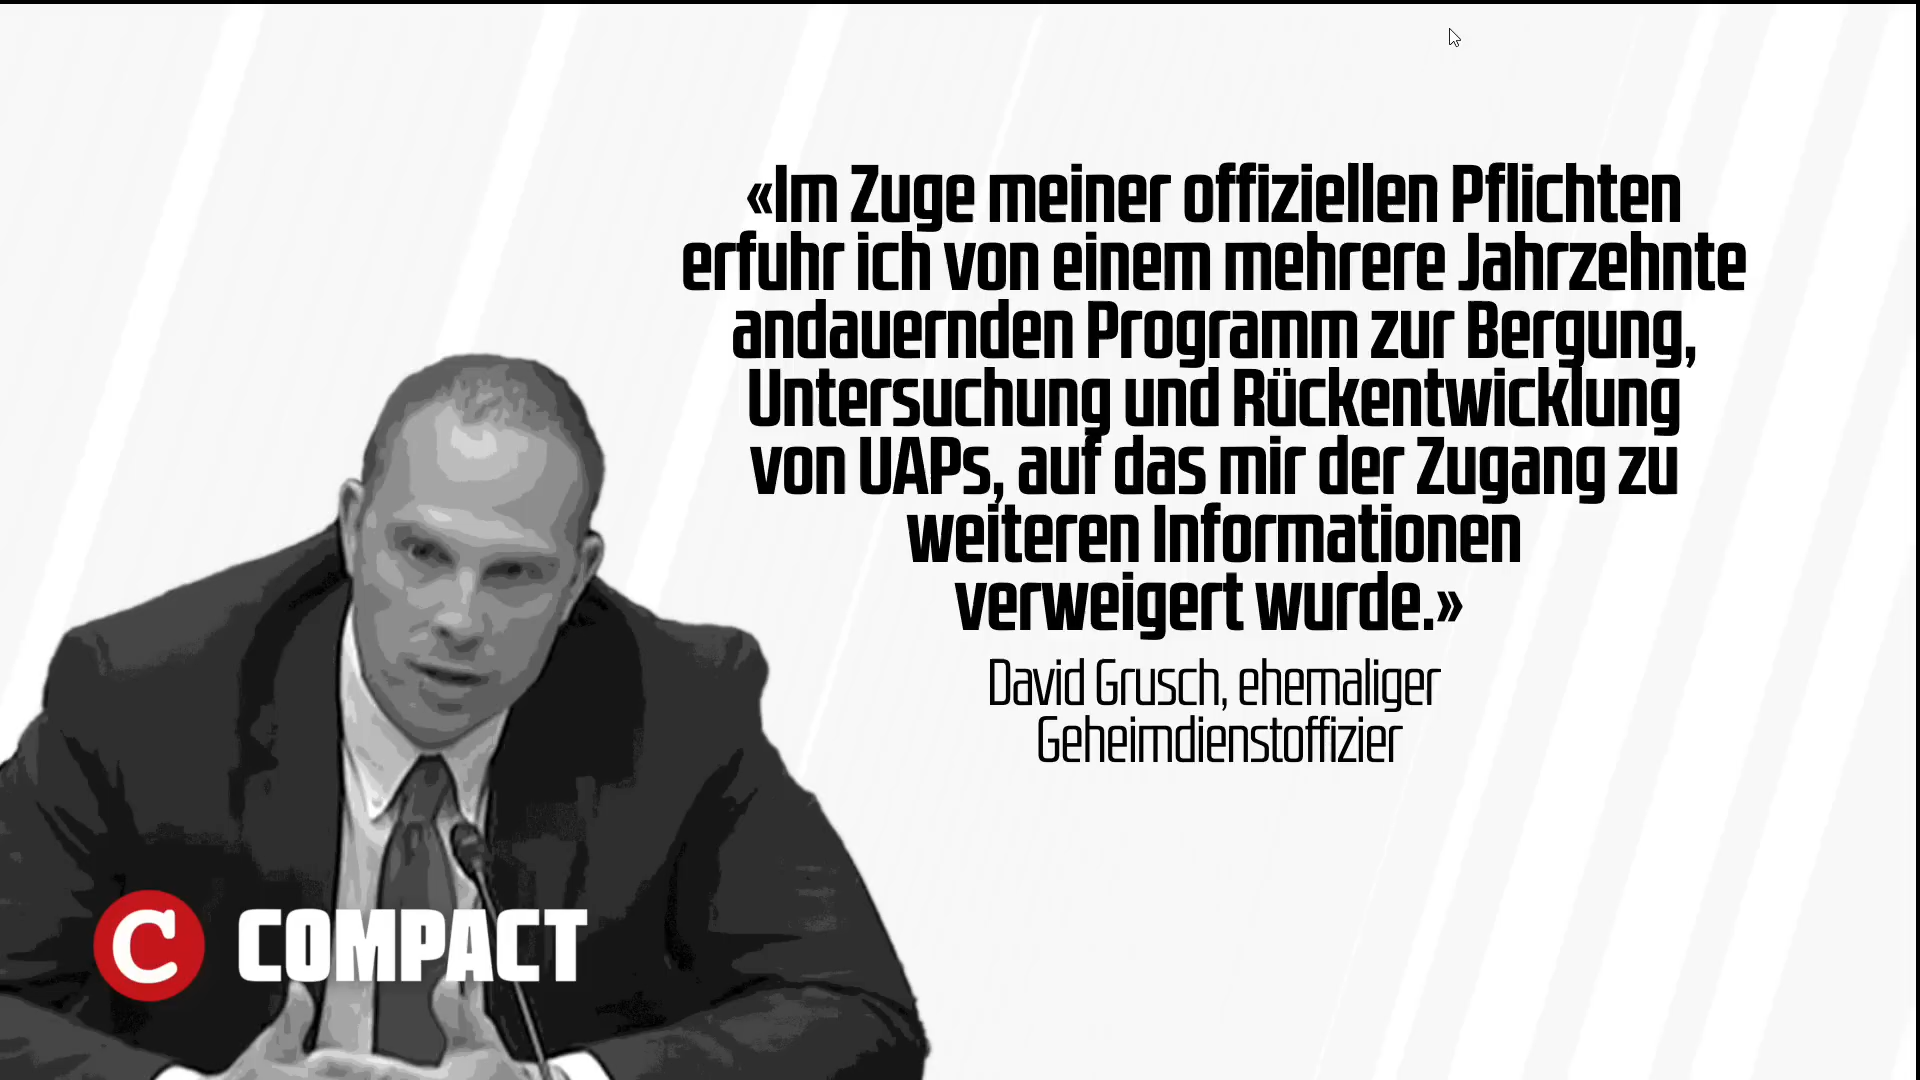 «Im Zuge meiner offiziellen Pflichten
erfuhr ich von einem mehrere Jahrzehnte
andauernden Programm zur Bergung,
Untersuchung und Rückentwicklung
von UAPs, auf das mir der Zugang zu
weiteren Informationen
verweigert wurde.»
David Grusch, ehemaliger
Geheimdienstoffizier
C COMPACT